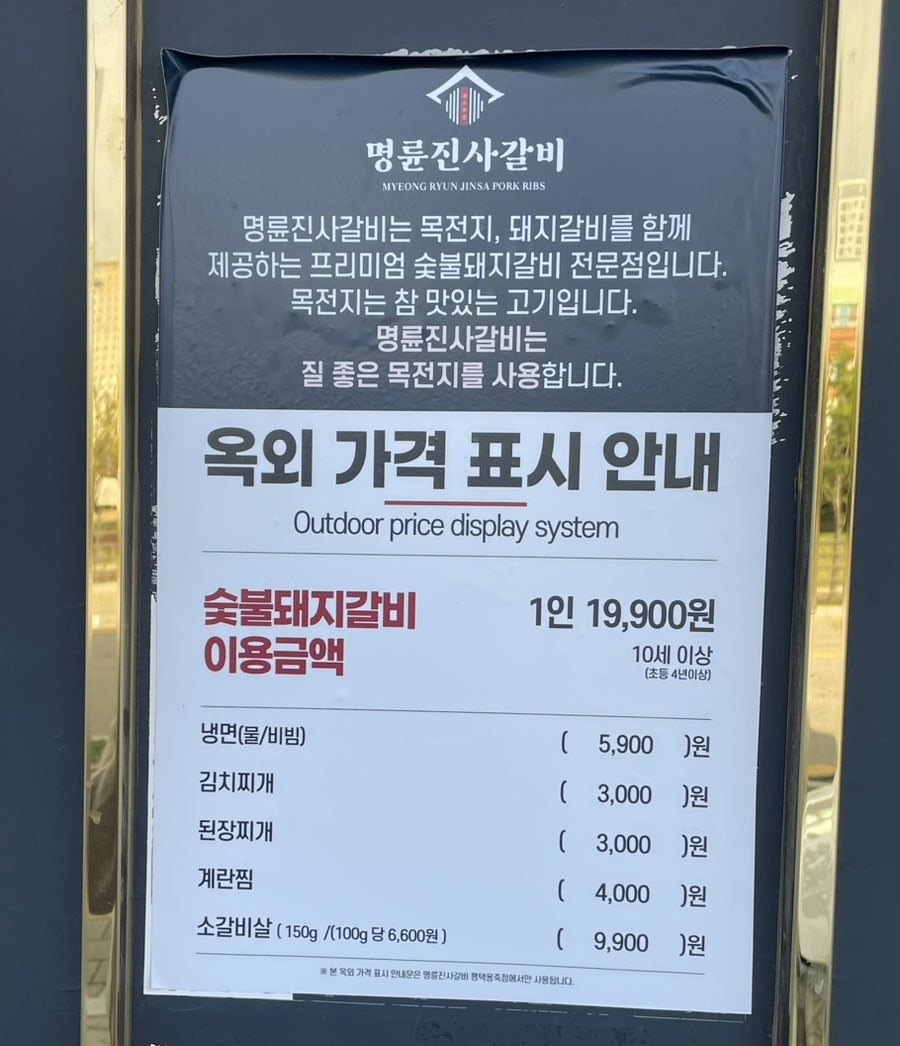 명륜진사갈비
MYEONG RYUN JINSA PORK RIBS
명륜진사갈비는 목전지, 돼지갈비를 함께
제공하는 프리미엄 숯불돼지갈비 전문점입니다.
목전지는 참 맛있는 고기입니다.
명륜진사갈비는
질 좋은 목전지를 사용합니다.
옥외 가격 표시 안내
Outdoor price display system
숯불돼지갈비
이용금액
1인 19,900원
10세 이상
(초등 4년이상)
냉면(물/비빔) ( 5,900 )원
김치찌개 ( 3,000 )원
된장찌개 ( 3,000 )원
계란찜 ( 4,000 )원
소갈비살 ( 150g /(100g 당 6,600원 ) ( 9,900 )원
※ 본 옥외 가격 표시 안내문은 명륜진사갈비 평택용죽점에서만 사용됩니다.